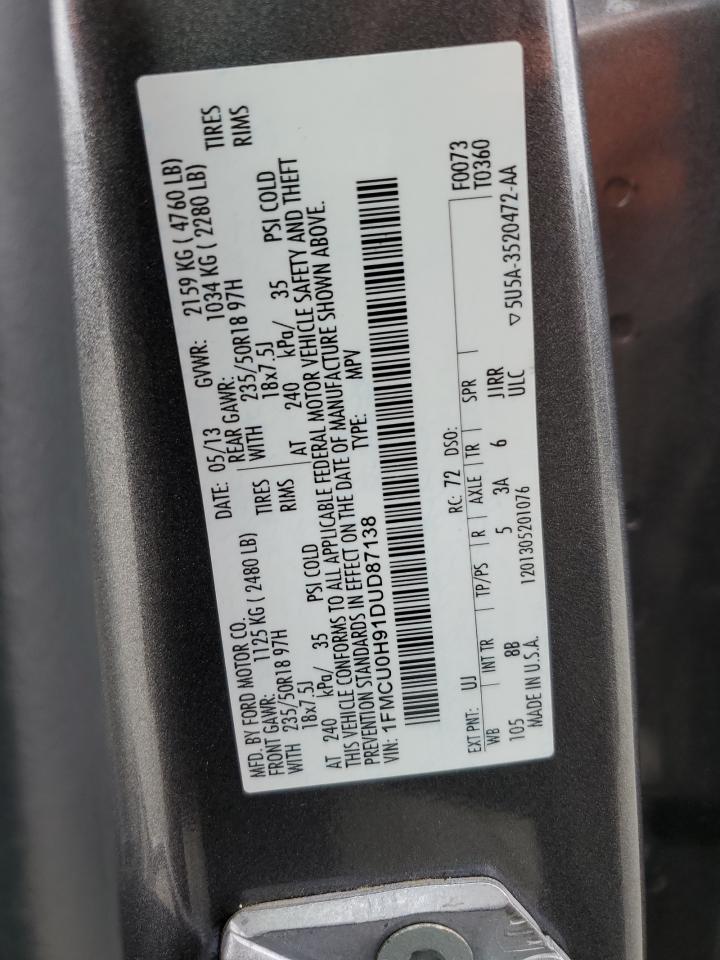 MFD. BY FORD MOTOR CO.
DATE: 05/13 GVWR: 2159 KG ( 4760 LB)
FRONT GAWR: 1125 KG ( 2480 LB)
REAR GAWR: 1034 KG ( 2280 LB)
WITH 235/50R18 97H TIRES
WITH 235/50R18 97H TIRES
18x7.5J RIMS
18x7.5J RIMS
AT 240 kPa/ 35 PSI COLD
AT 240 kPa/ 35 PSI COLD
THIS VEHICLE CONFORMS TO ALL APPLICABLE FEDERAL MOTOR VEHICLE SAFETY AND THEFT
PREVENTION STANDARDS IN EFFECT ON THE DATE OF MANUFACTURE SHOWN ABOVE.
VIN: 1FMCU0H91DUD87138 TYPE: MPV
F0073
T0360
EXT PNT: UJ RC: 72 DSO:
WB INT TR TP/PS R AXLE TR SPR
105 8B 5 3A 6 J1RR
ULC
MADE IN U.S.A. 1201305201076
▽5U5A-3520472-AA